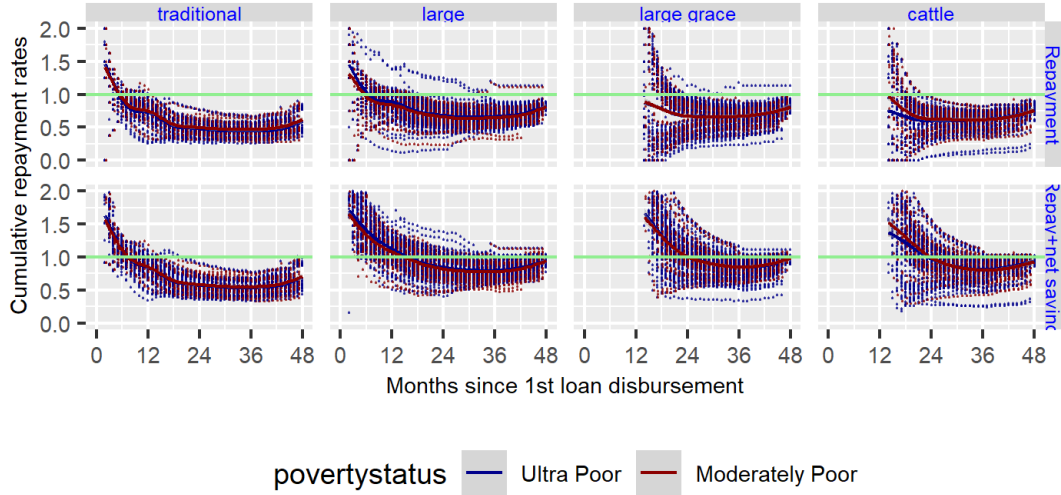 traditional
large
large grace
cattle
Cumulative repayment rates
2.0
1.5
1.0
0.5
0.0
Repayment
2.0
1.5
1.0
0.5
0.0
Repay+net saving
0 12 24 36 48
0 12 24 36 48
0 12 24 36 48
0 12 24 36 48
Months since 1st loan disbursement
povertystatus
Ultra Poor
Moderately Poor